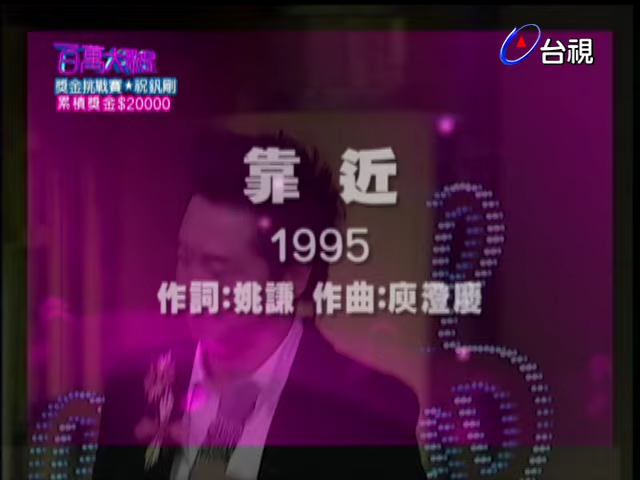 百萬大歌星
台視
獎金挑戰賽★祝釩剛
累積獎金$20000
靠近
1995
作詞:姚謙 作曲:庾澄慶